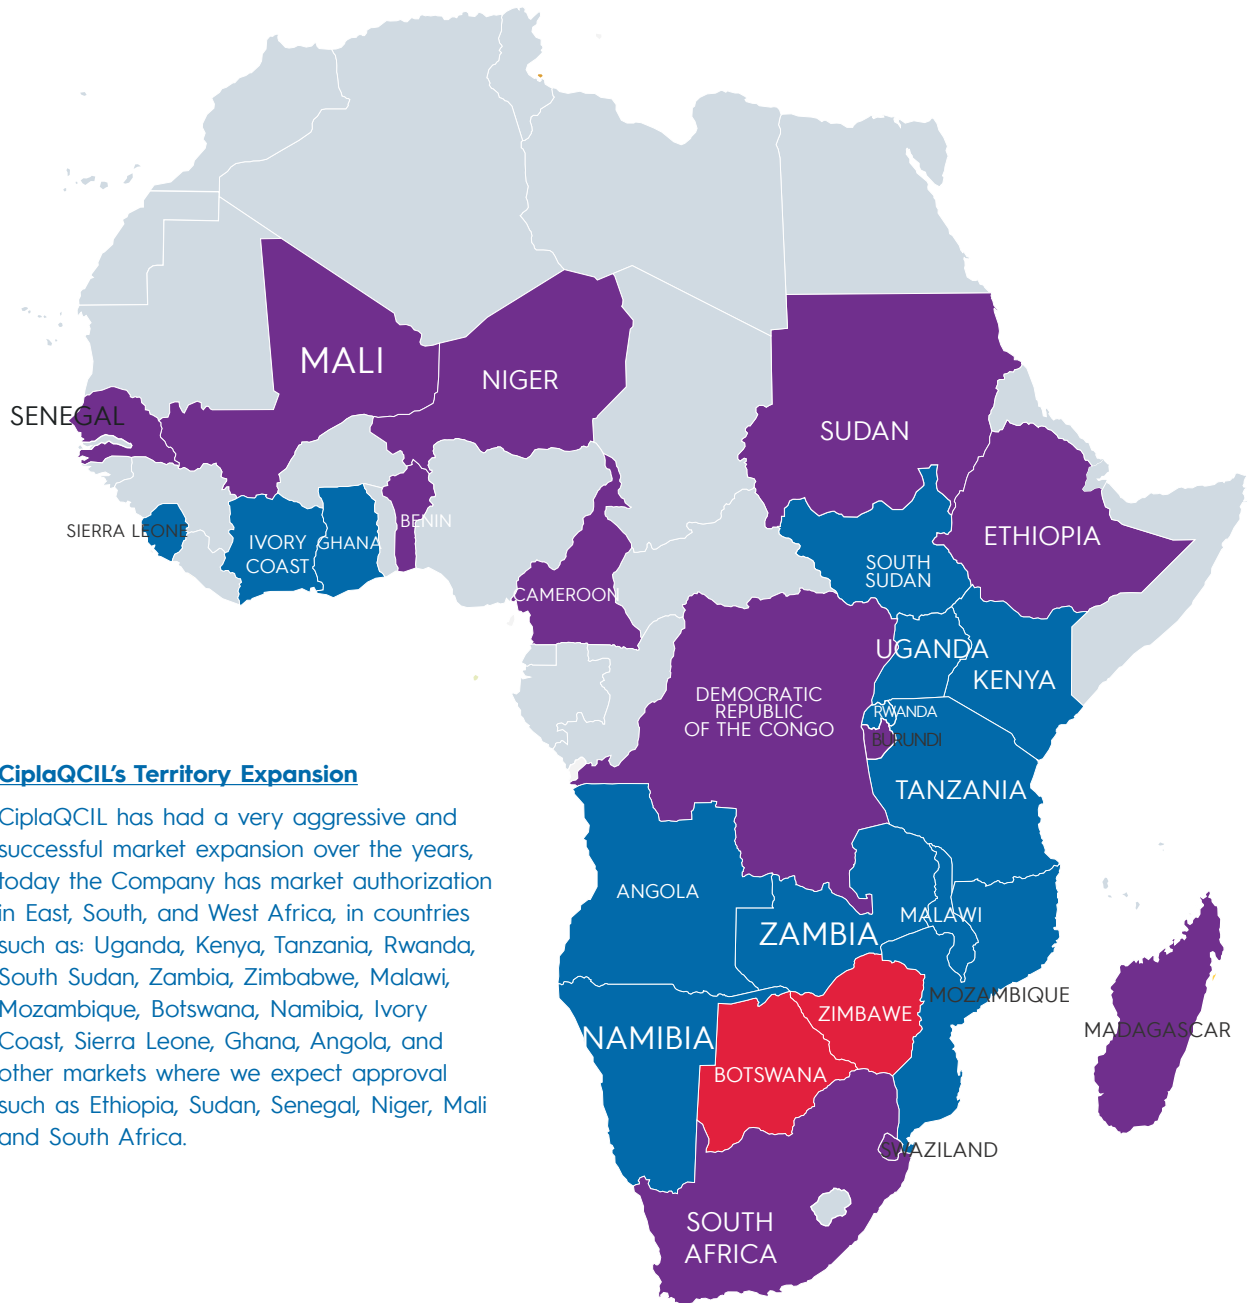 MALI
NIGER
SENEGAL
SUDAN
SIERRA LEONE
IVORY
COAST
GHANA
BENIN
ETHIOPIA
SOUTH
SUDAN
CAMEROON
UGANDA
KENYA
DEMOCRATIC
REPUBLIC
OF THE CONGO
RWANDA
BURUNDI
TANZANIA
CiplaQCIL's Territory Expansion
CiplaQCIL has had a very aggressive and
successful market expansion over the years,
today the Company has market authorization
in East, South, and West Africa, in countries
such as: Uganda, Kenya, Tanzania, Rwanda,
South Sudan, Zambia, Zimbabwe, Malawi,
Mozambique, Botswana, Namibia, Ivory
Coast, Sierra Leone, Ghana, Angola, and
other markets where we expect approval
such as Ethiopia, Sudan, Senegal, Niger, Mali
and South Africa.
ANGOLA
MALAWI
ZAMBIA
MOZAMBIQUE
ZIMBAWE
NAMIBIA
MADAGASCAR
BOTSWANA
SWAZILAND
SOUTH
AFRICA